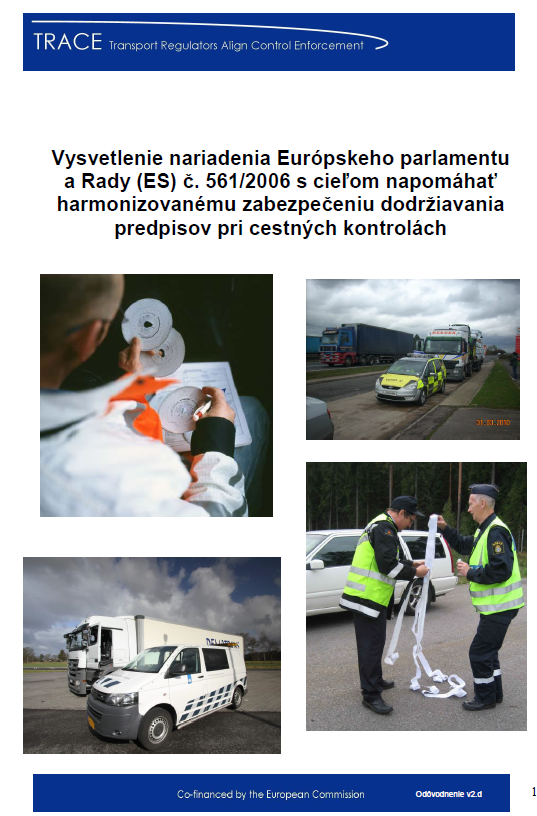 TRACE Transport Regulators Align Control Enforcement
Vysvetlenie nariadenia Európskeho parlamentu
a Rady (ES) č. 561/2006 s cieľom napomáhať
harmonizovanému zabezpečeniu dodržiavania
predpisov pri cestných kontrolách
Co-financed by the European Commission
Odôvodnenie v2.d
1